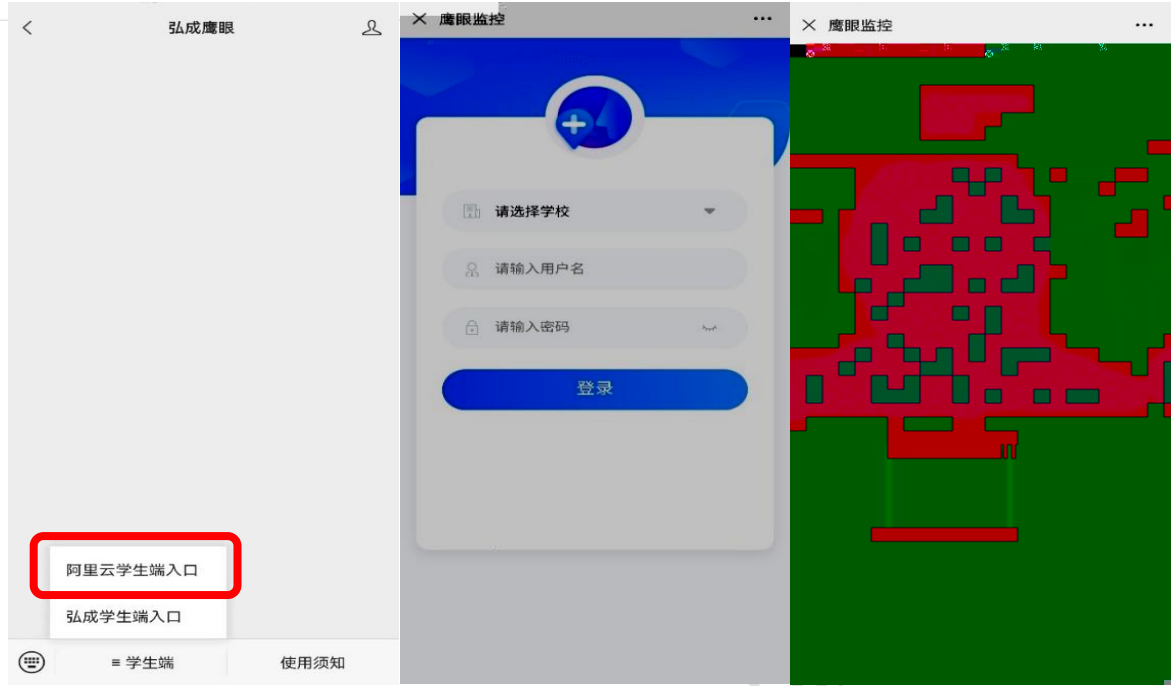 弘成鹰眼
阿里云学生端入口
弘成学生端入口
≡ 学生端
使用须知
鹰眼监控
请选择学校
请输入用户名
请输入密码
登录
鹰眼监控